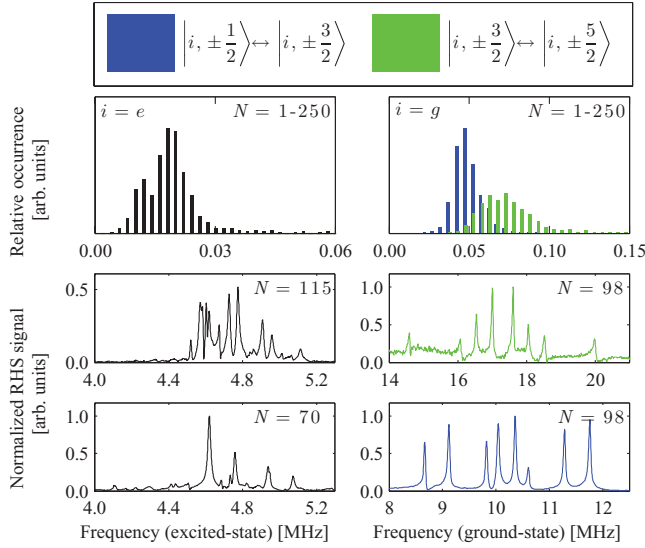 |i, ±1/2⟩↔|i, ±3/2⟩ |i, ±3/2⟩↔|i, ±5/2⟩
Relative occurrence
[arb. units]
i = e N = 1-250
0.00 0.03 0.06
i = g N = 1-250
0.00 0.05 0.10 0.15
Normalized RHS signal
[arb. units]
N = 115
0.5
0.0
4.0 4.4 4.8 5.2
N = 98
1.0
0.5
0.0
14 16 18 20
N = 70
1.0
0.5
0.0
4.0 4.4 4.8 5.2
Frequency (excited-state) [MHz]
N = 98
1.0
0.5
0.0
8 9 10 11 12
Frequency (ground-state) [MHz]